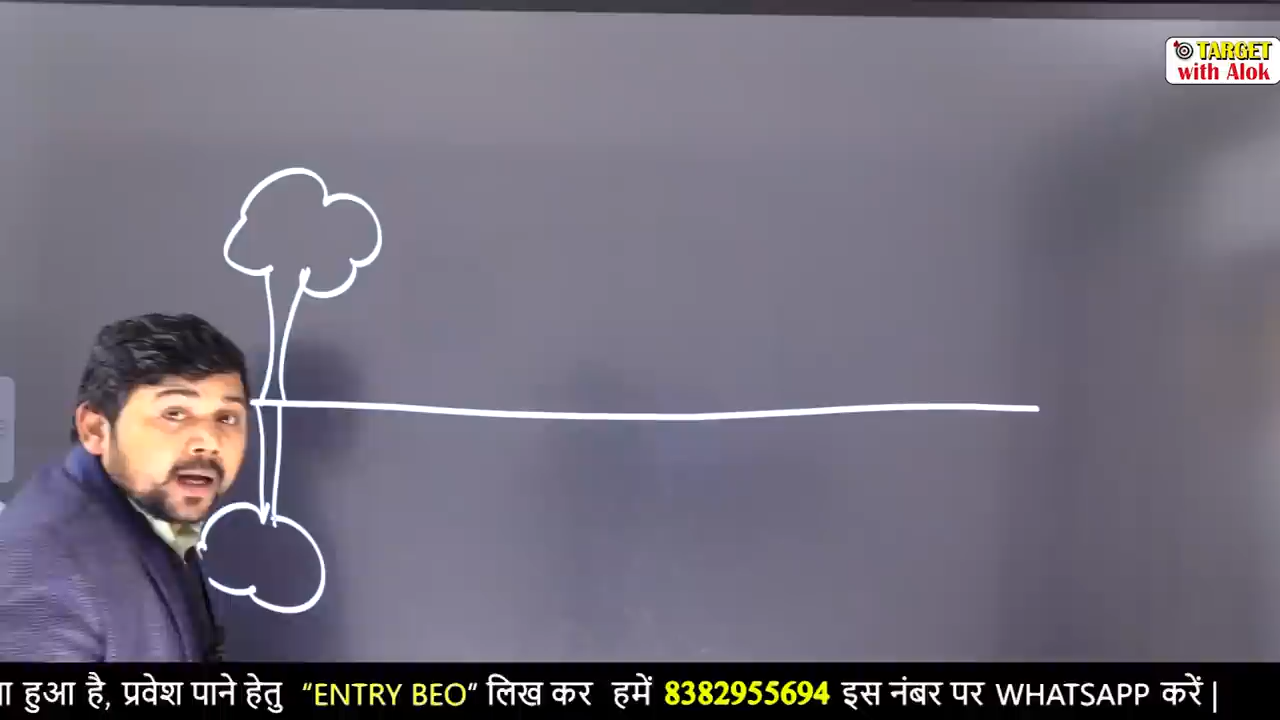 TARGET
with Alok
हुआ है, प्रवेश पाने हेतु “ENTRY BEO” लिख कर हमें 8382955694 इस नंबर पर WHATSAPP करें |